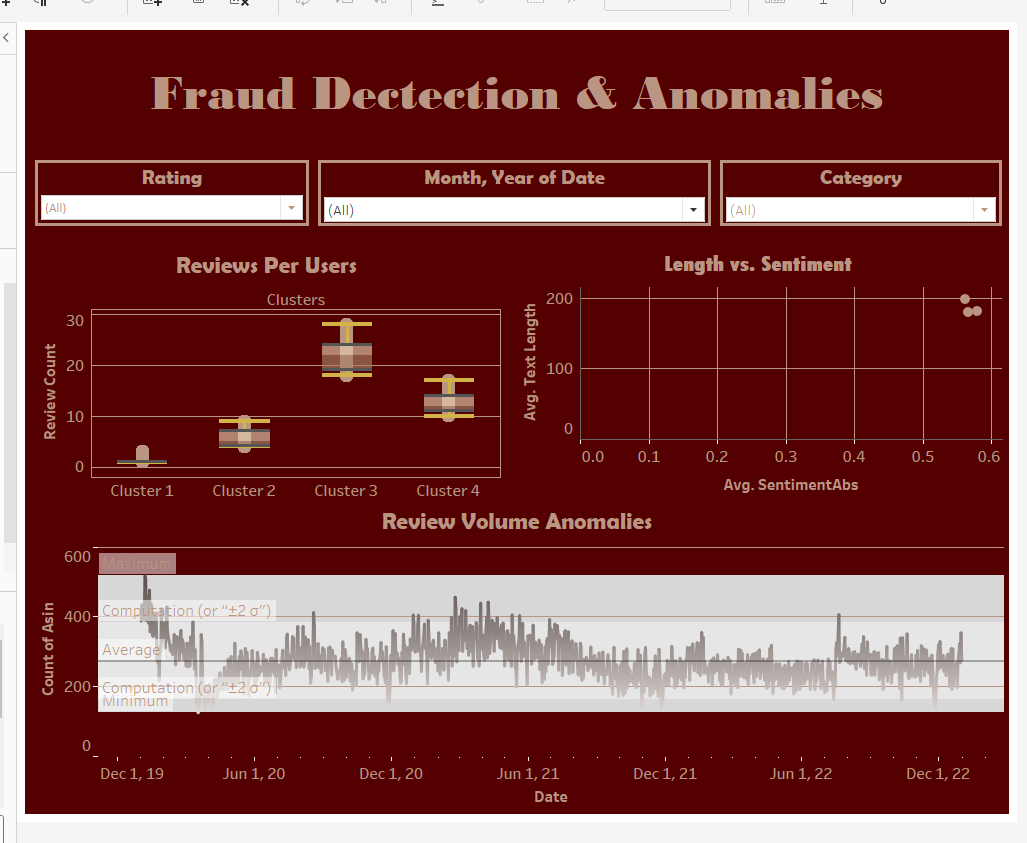 Fraud Dectection & Anomalies
Rating
(All)
Month, Year of Date
(All)
Category
(All)
Reviews Per Users
Clusters
Review Count
30
20
10
0
Cluster 1
Cluster 2
Cluster 3
Cluster 4
Length vs. Sentiment
Avg. Text Length
200
100
0
0.0
0.1
0.2
0.3
0.4
0.5
0.6
Avg. SentimentAbs
Review Volume Anomalies
Count of Asin
600
400
200
0
Maximum
Computation (or “±2 σ”)
Average
Computation (or “±2 σ”)
Minimum
Dec 1, 19
Jun 1, 20
Dec 1, 20
Jun 1, 21
Dec 1, 21
Jun 1, 22
Dec 1, 22
Date